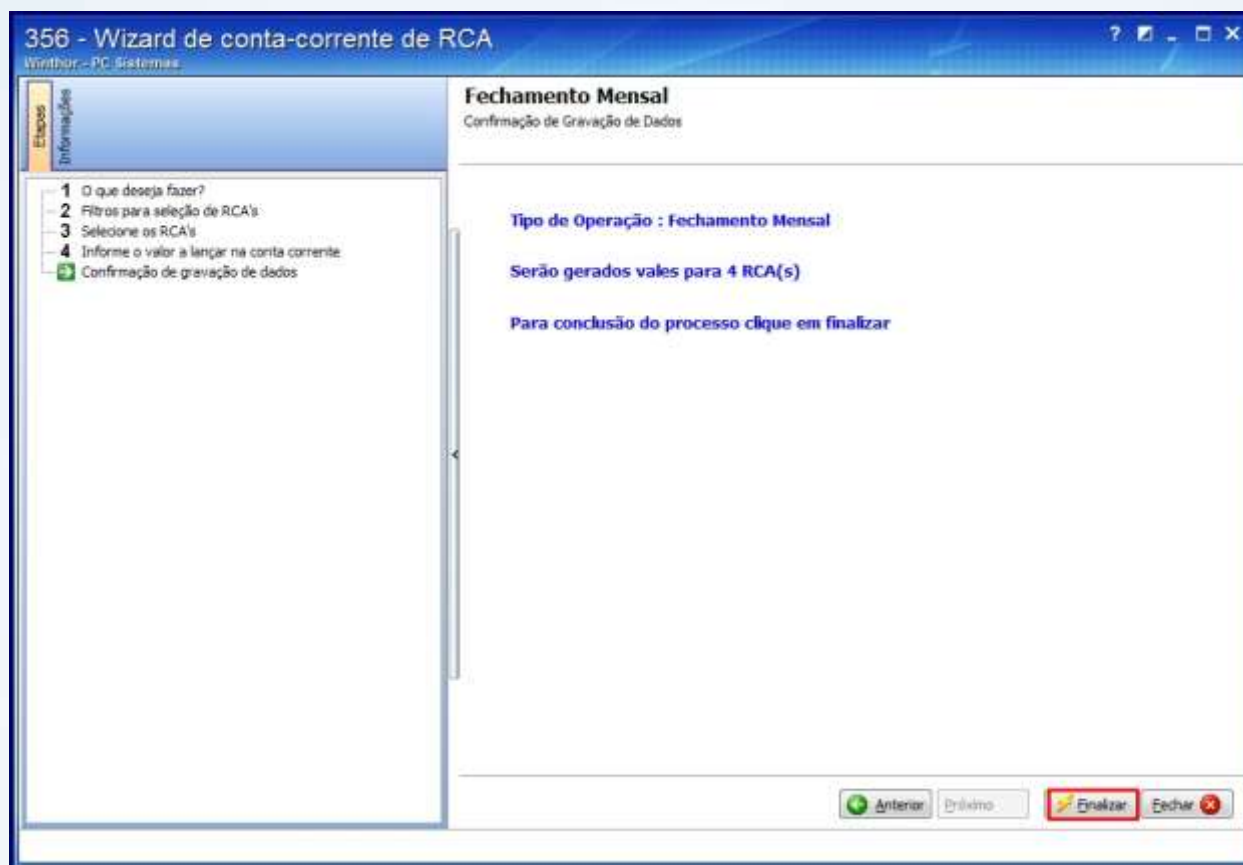 356 - Wizard de conta-corrente de RCA
Winthor - PC Sistemas
Etapas
Informações
1 O que deseja fazer?
2 Filtros para seleção de RCA's
3 Selecione os RCA's
4 Informe o valor a lançar na conta corrente
Confirmação de gravação de dados
Fechamento Mensal
Confirmação de Gravação de Dados
Tipo de Operação : Fechamento Mensal
Serão gerados vales para 4 RCA(s)
Para conclusão do processo clique em finalizar
Anterior
Próximo
Finalizar
Fechar